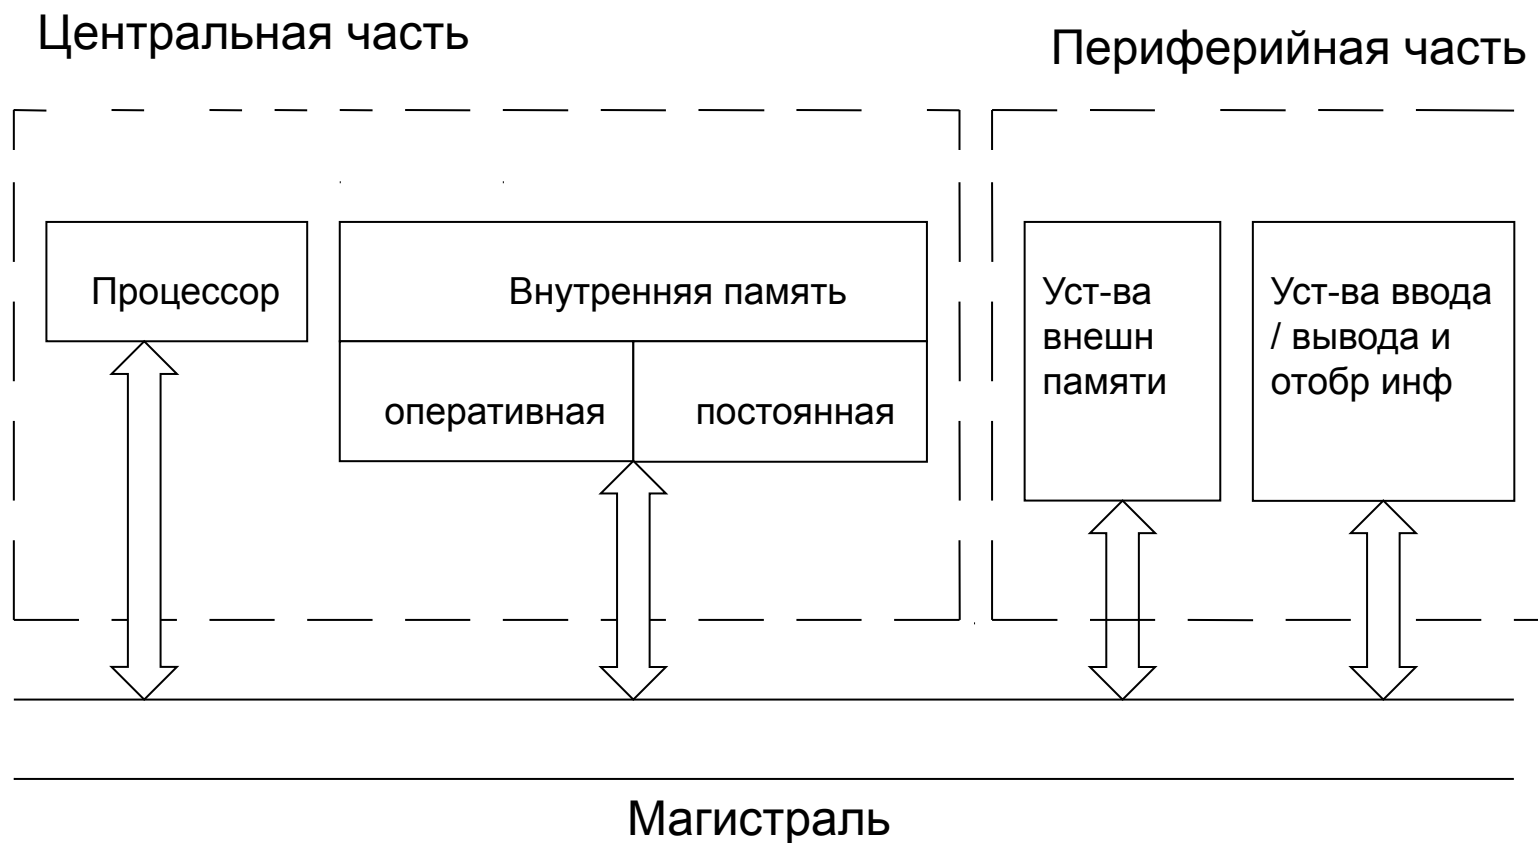 Центральная часть
Периферийная часть
Процессор
Внутренняя память
оперативная
постоянная
Уст-ва
внешн
памяти
Уст-ва ввода
/ вывода и
отобр инф
Магистраль